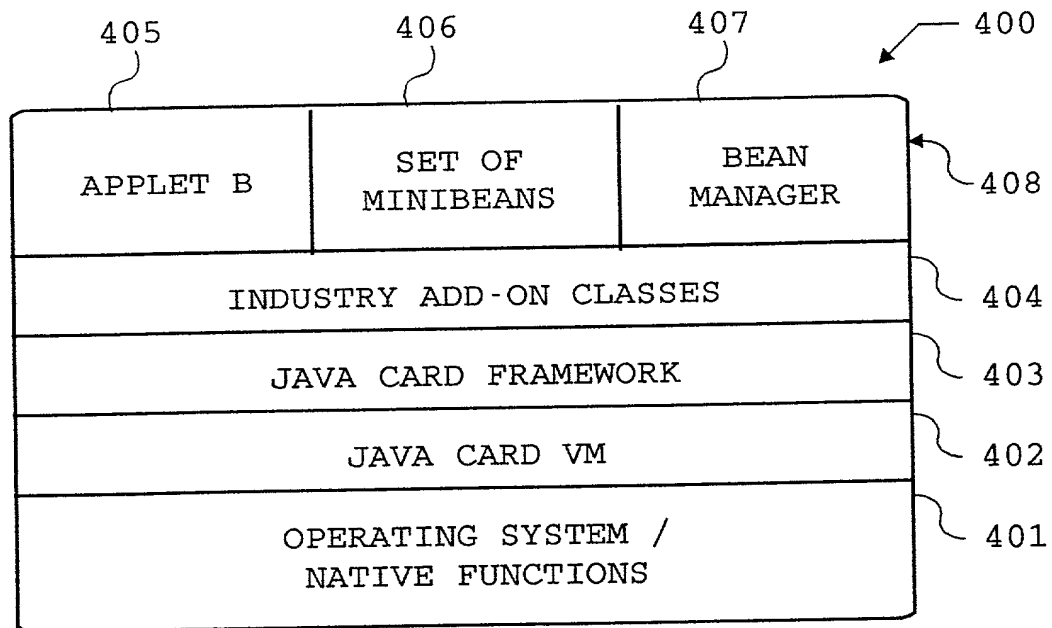 405 406 407 400
APPLET B
SET OF
MINIBEANS
BEAN
MANAGER
408
INDUSTRY ADD-ON CLASSES
404
JAVA CARD FRAMEWORK
403
JAVA CARD VM
402
OPERATING SYSTEM /
NATIVE FUNCTIONS
401